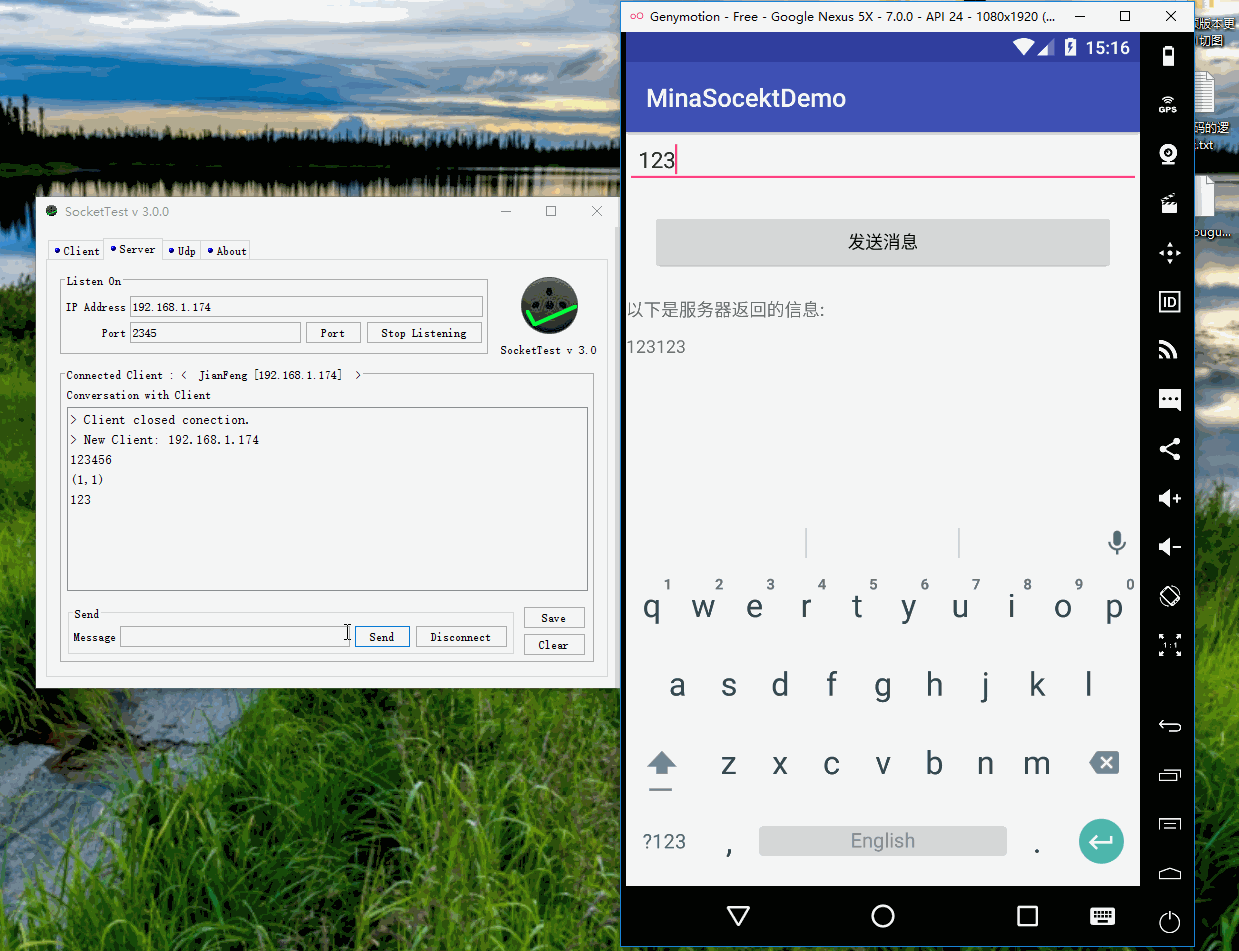 Genymotion - Free - Google Nexus 5X - 7.0.0 - API 24 - 1080x1920 (...
15:16
MinaSocektDemo
123
发送消息
以下是服务器返回的信息:
123123
1 2 3 4 5 6 7 8 9 0
q w e r t y u i o p
a s d f g h j k l
z x c v b n m
?123 , English .
GPS
ID
1:1
SocketTest v 3.0.0
Client Server Udp About
Listen On
IP Address 192.168.1.174
Port 2345 Port Stop Listening
SocketTest v 3.0
Connected Client : < JianFeng [192.168.1.174] >
Conversation with Client
> Client closed conection.
> New Client: 192.168.1.174
123456
(1,1)
123
Send
Message Send Disconnect
Save
Clear
版本更
切图
码的逻
.txt
ougu...